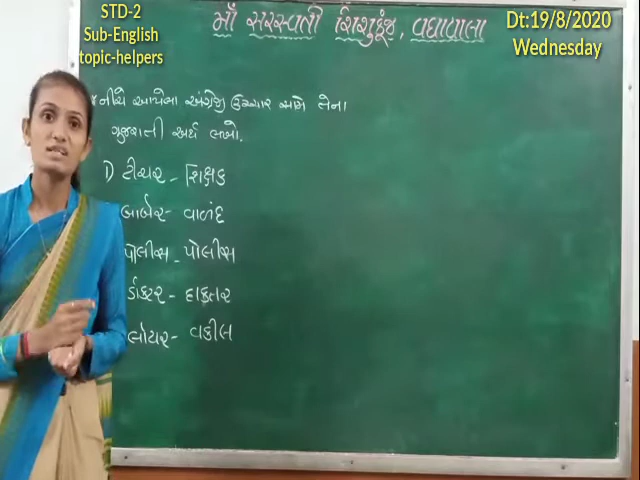 STD-2
Sub-English
topic-helpers
માઁ સરસ્વતી શિશુકુંજ, વઘાવાલા
Dt:19/8/2020
Wednesday
નીચે આપેલા અંગ્રેજી ઉચ્ચાર સામે તેના
ગુજરાતી અર્થ લખો.
1) ટીચર - શિક્ષક
બાર્બર - વાળંદ
પોલીસ - પોલીસ
ડૉક્ટર - દાક્તર
લોયર - વકીલ